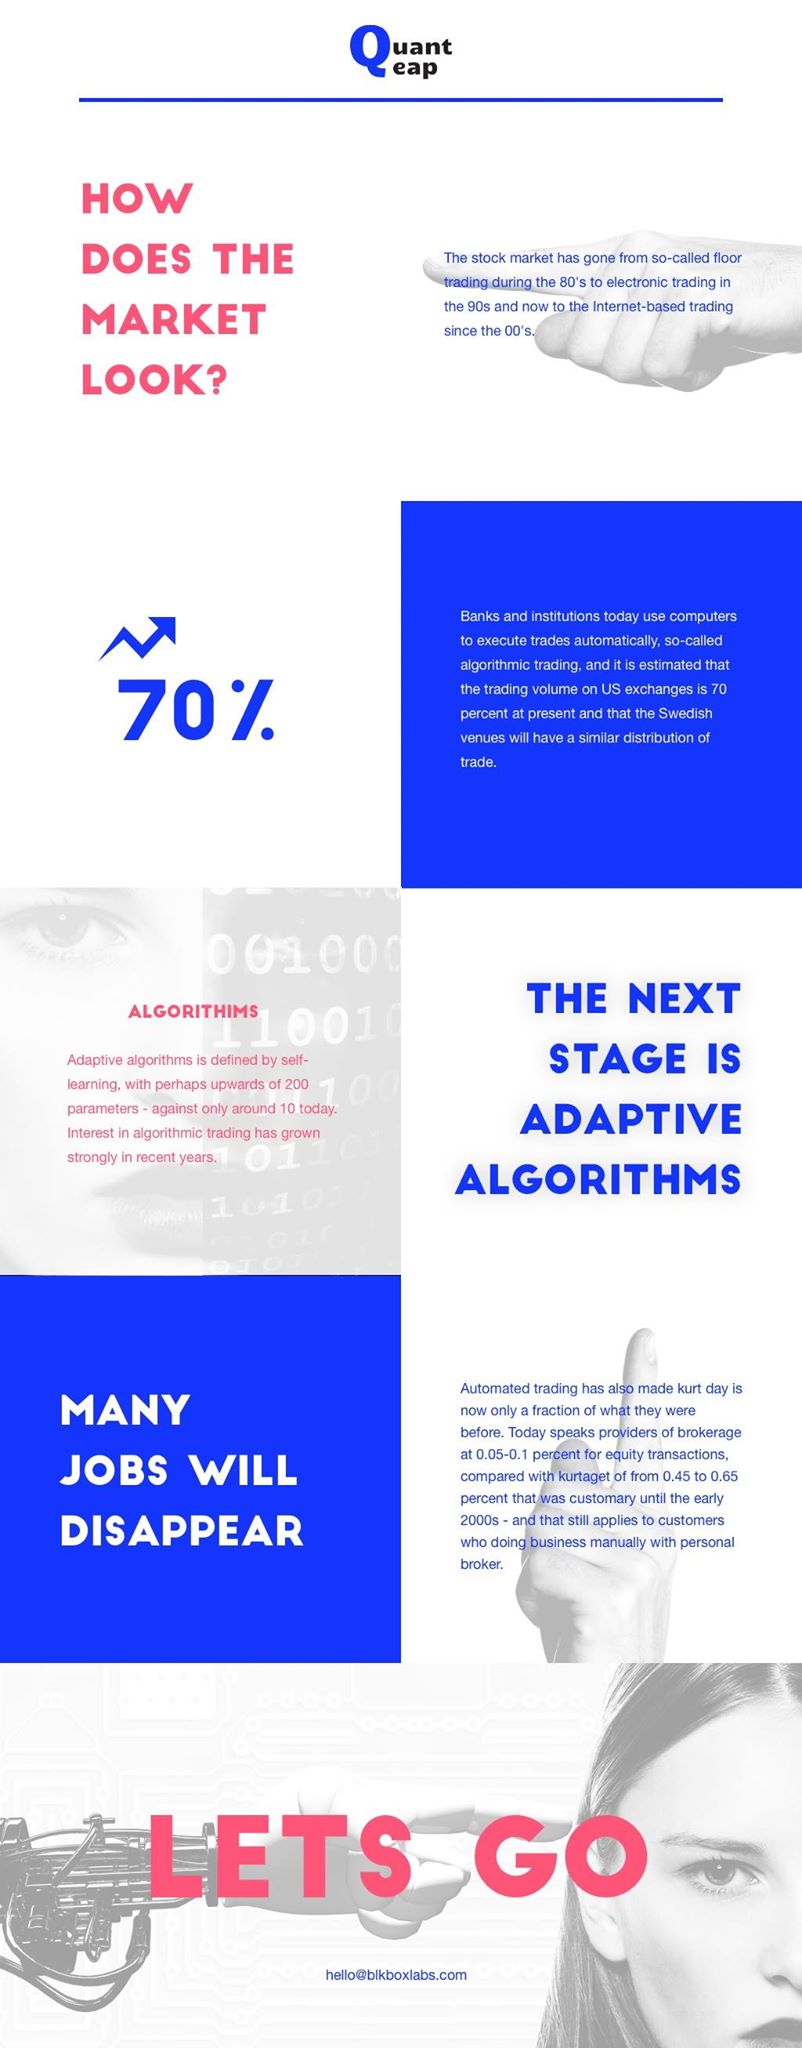 Quant
eap
HOW
DOES THE
MARKET
LOOK?
The stock market has gone from so-called floor
trading during the 80's to electronic trading in
the 90s and now to the Internet-based trading
since the 00's.
70%
Banks and institutions today use computers
to execute trades automatically, so-called
algorithmic trading, and it is estimated that
the trading volume on US exchanges is 70
percent at present and that the Swedish
venues will have a similar distribution of
trade.
001000
110010
ALGORITHIMS
Adaptive algorithms is defined by self-
learning, with perhaps upwards of 200
parameters - against only around 10 today.
Interest in algorithmic trading has grown
strongly in recent years.
THE NEXT
STAGE IS
ADAPTIVE
ALGORITHMS
MANY
JOBS WILL
DISAPPEAR
Automated trading has also made kurt day is
now only a fraction of what they were
before. Today speaks providers of brokerage
at 0.05-0.1 percent for equity transactions,
compared with kurtaget of from 0.45 to 0.65
percent that was customary until the early
2000s - and that still applies to customers
who doing business manually with personal
broker.
LETS GO
hello@blkboxlabs.com